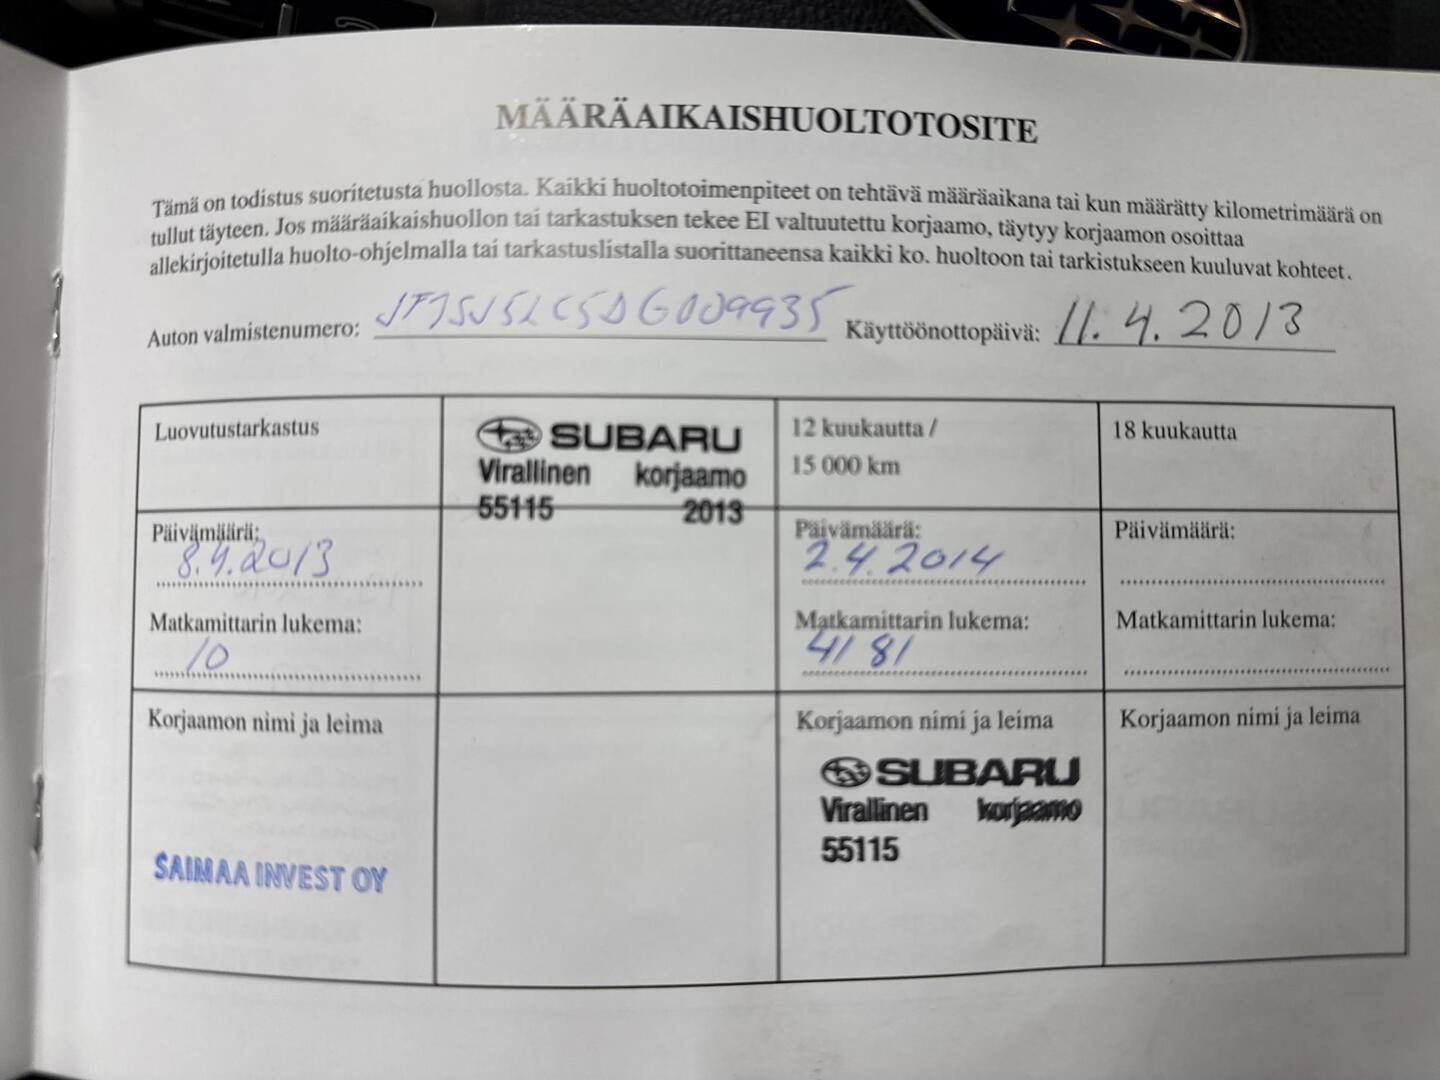 MÄÄRÄAIKAISHUOLTOTOSITE
Tämä on todistus suoritetusta huollosta. Kaikki huoltotoimenpiteet on tehtävä määräaikana tai kun määrätty kilometrimäärä on
tullut täyteen. Jos määräaikaishuollon tai tarkastuksen tekee EI valtuutettu korjaamo, täytyy korjaamon osoittaa
allekirjoitetulla huolto-ohjelmalla tai tarkastuslistalla suorittaneensa kaikki ko. huoltoon tai tarkistukseen kuuluvat kohteet.
Auton valmistenumero: Käyttöönottopäivä: 11.4.2013
Luovutustarkastus
SUBARU
Virallinen korjaamo
55115 2013
12 kuukautta /
15 000 km
18 kuukautta
Päivämäärä:
8.4.2013
Päivämäärä:
2.4.2014
Päivämäärä:
Matkamittarin lukema:
10
Matkamittarin lukema:
4181
Matkamittarin lukema:
Korjaamon nimi ja leima
SAIMAA INVEST OY
Korjaamon nimi ja leima
SUBARU
Virallinen korjaamo
55115
Korjaamon nimi ja leima